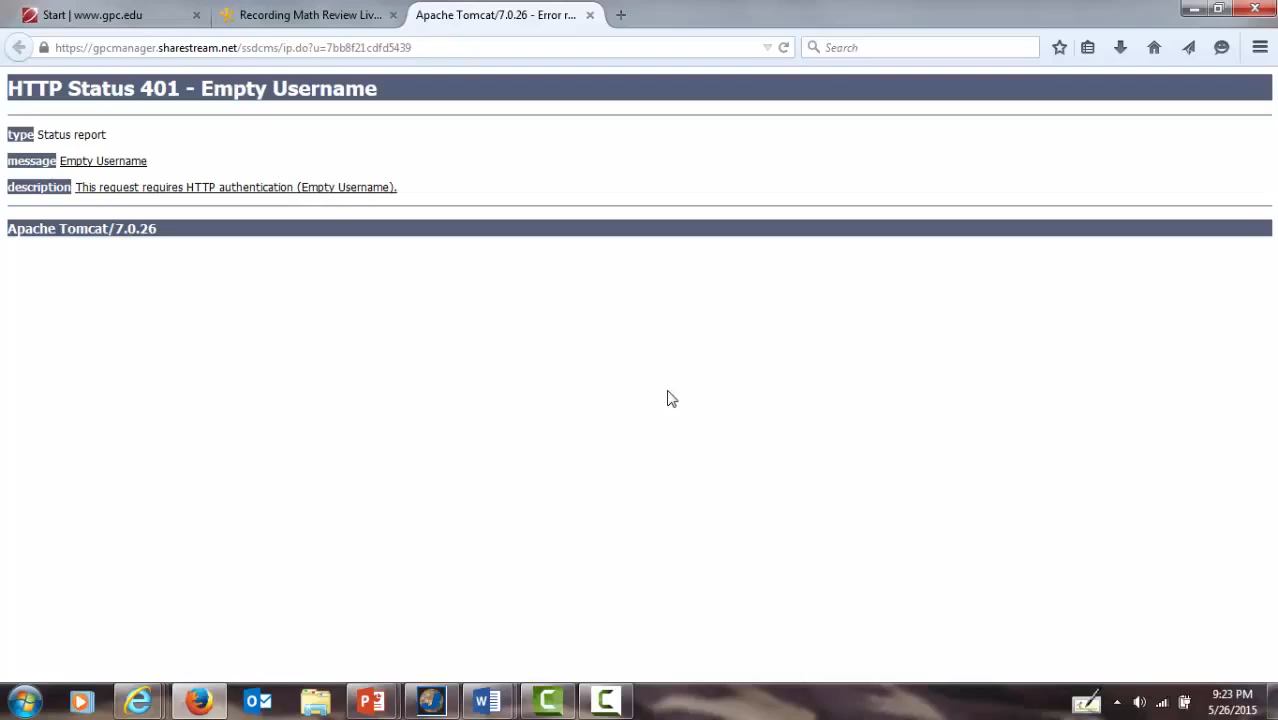 Start | www.gpc.edu
Recording Math Review Liv...
Apache Tomcat/7.0.26 - Error r...
https://gpcmanager.sharestream.net/ssdcms/ip.do?u=7bb8f21cdfd5439
Search
HTTP Status 401 - Empty Username
type Status report
message Empty Username
description This request requires HTTP authentication (Empty Username).
Apache Tomcat/7.0.26
9:23 PM
5/26/2015